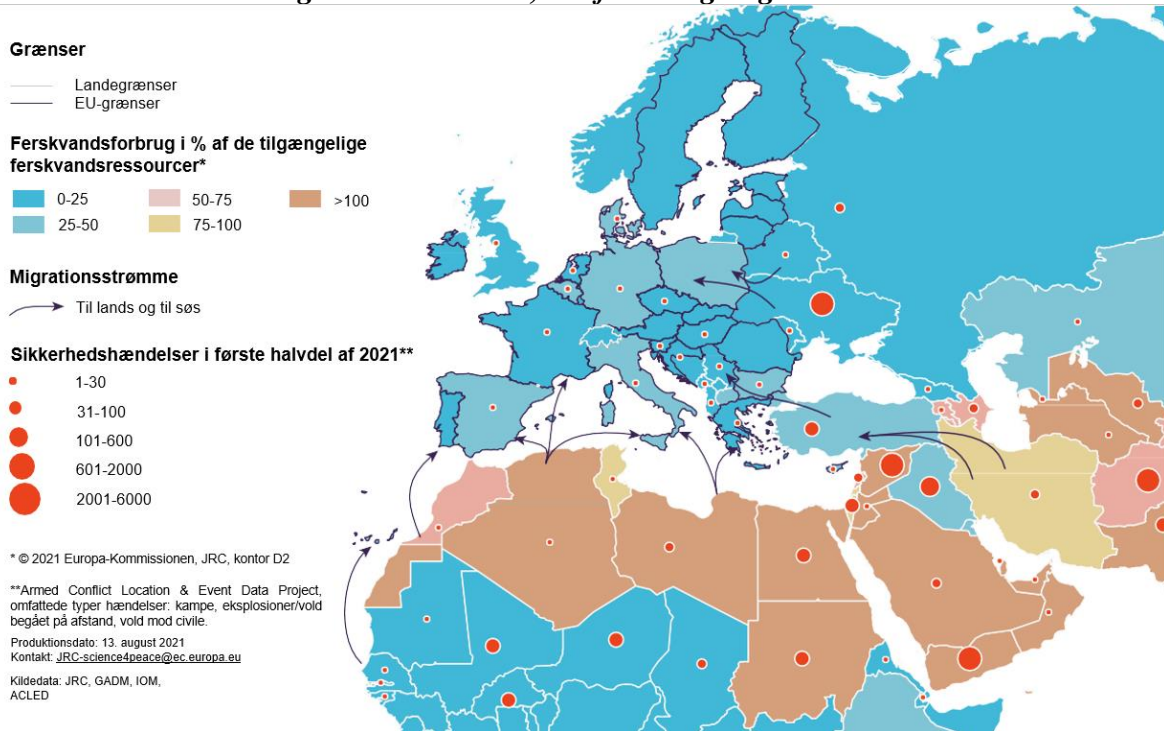 Grænser
Landegrænser
EU-grænser
Ferskvandsforbrug i % af de tilgængelige
ferskvandsressourcer*
0-25
50-75
>100
25-50
75-100
Migrationsstrømme
Til lands og til søs
Sikkerhedshændelser i første halvdel af 2021**
1-30
31-100
101-600
601-2000
2001-6000
* © 2021 Europa-Kommissionen, JRC, kontor D2
**Armed Conflict Location & Event Data Project,
omfattede typer hændelser: kampe, eksplosioner/vold
begået på afstand, vold mod civile.
Produktionsdato: 13. august 2021
Kontakt: JRC-science4peace@ec.europa.eu
Kildedata: JRC, GADM, IOM,
ACLED